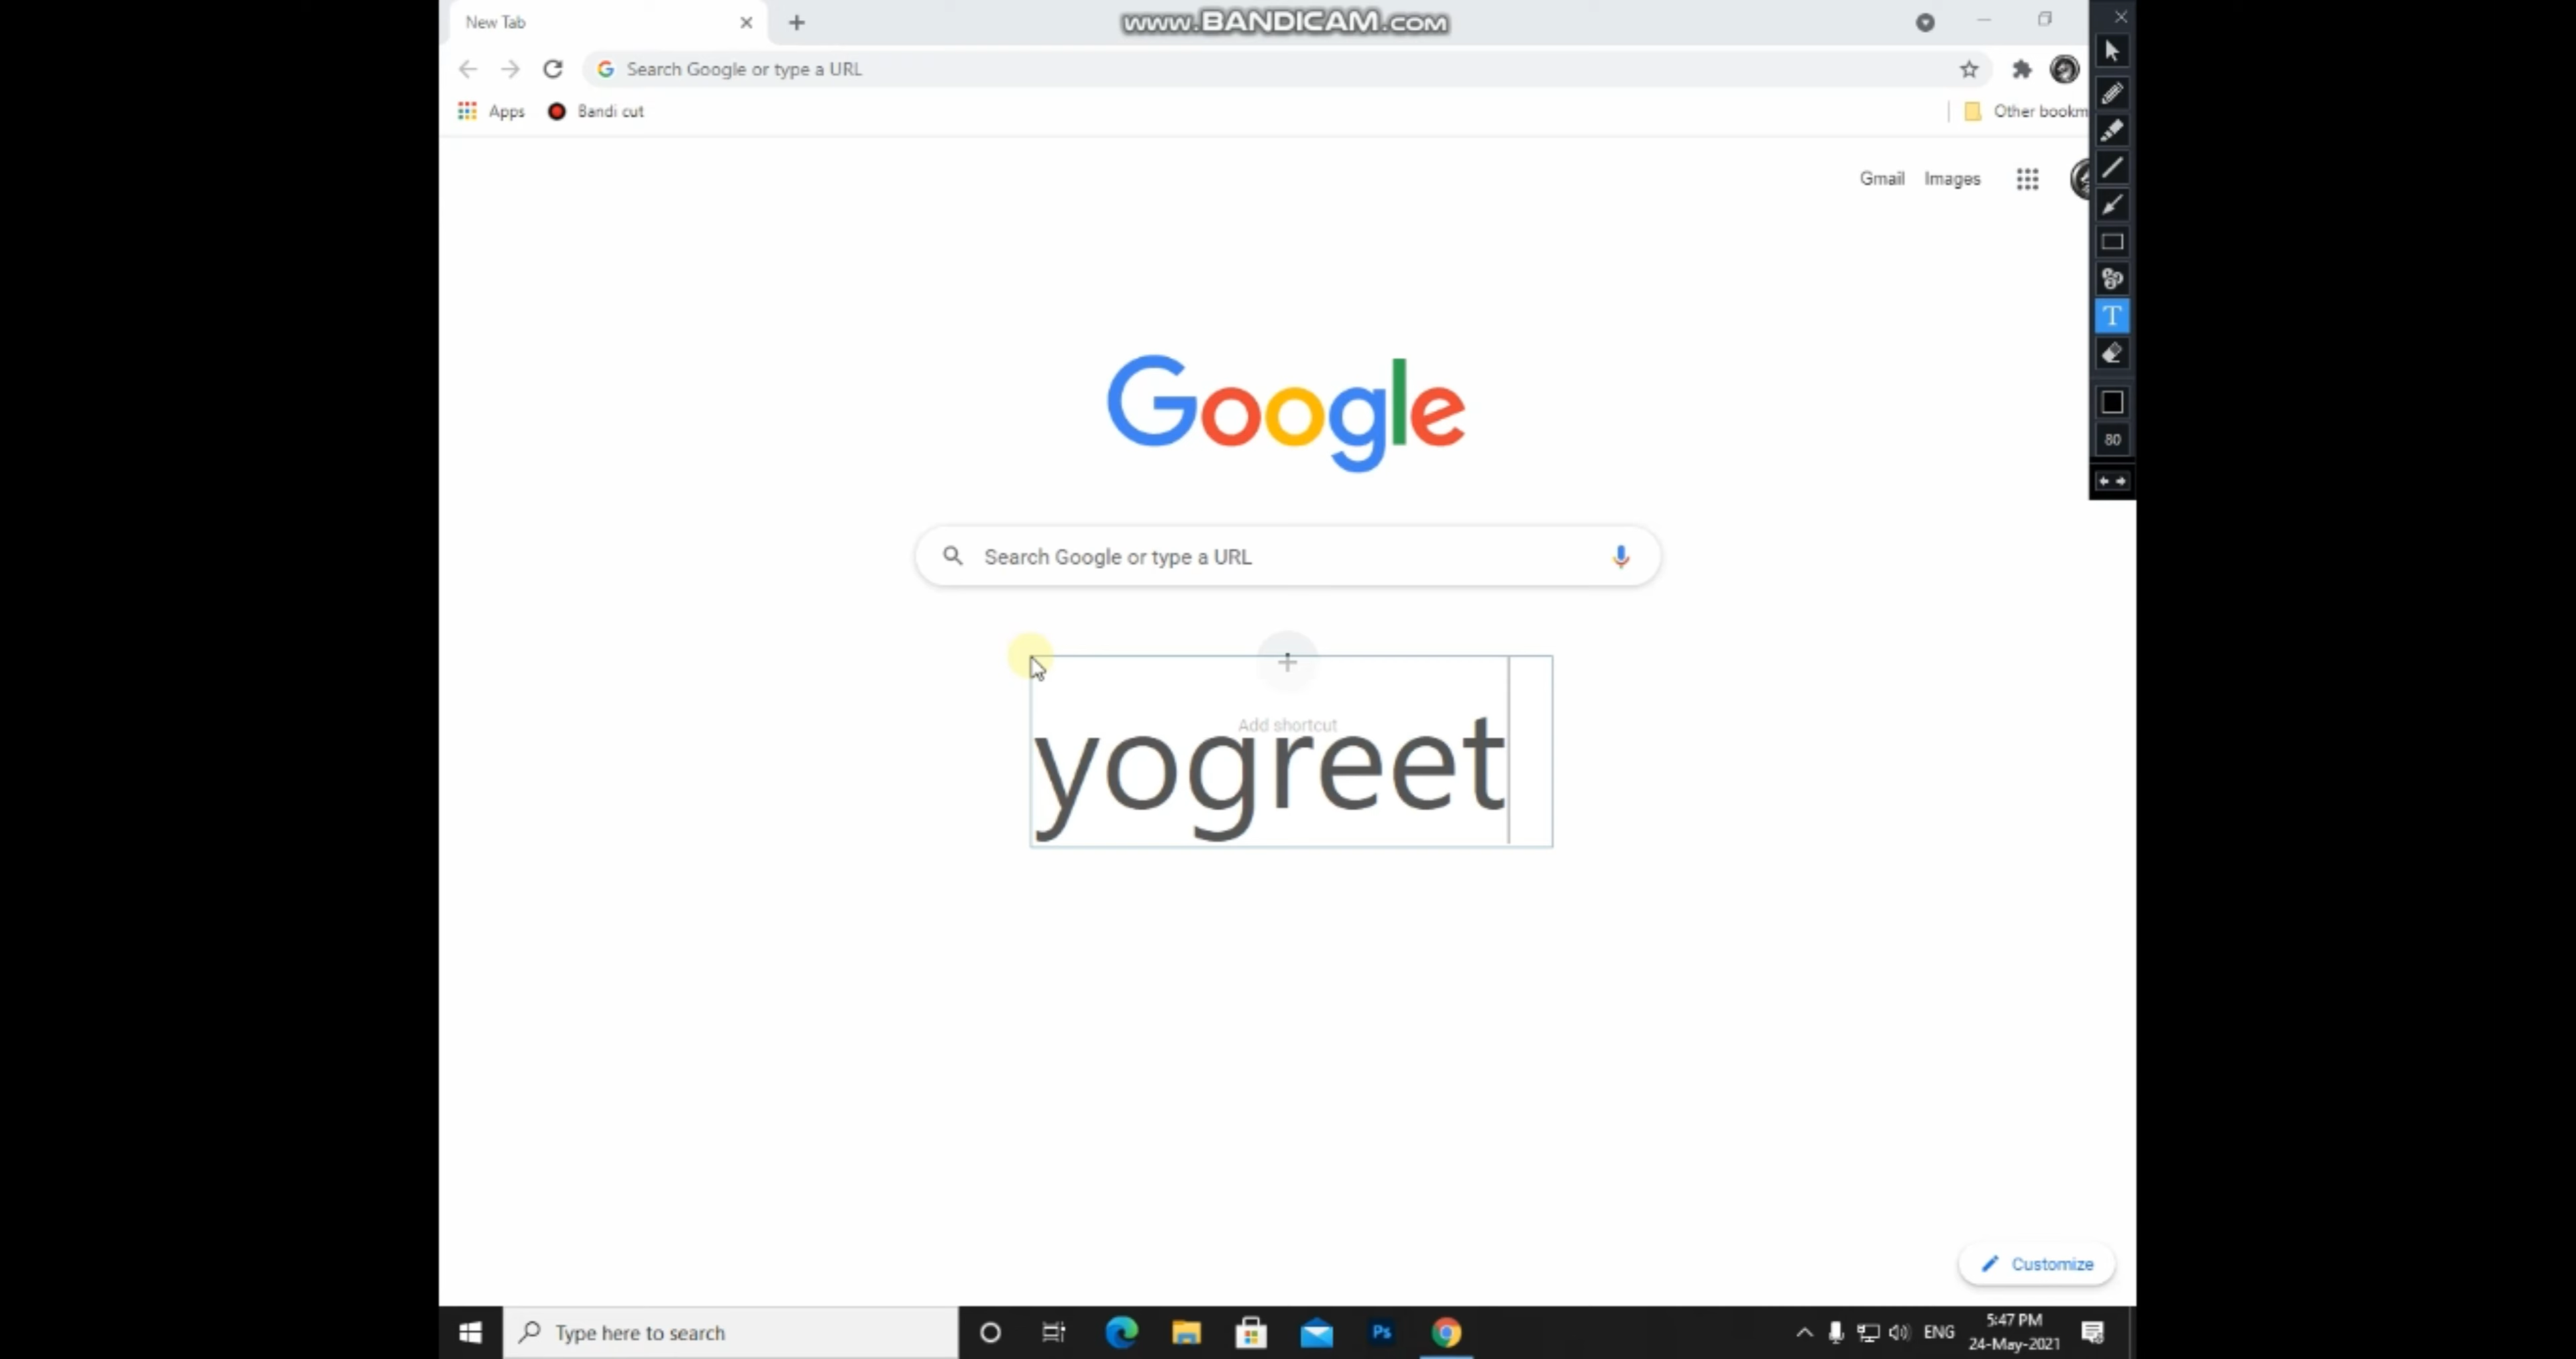 New Tab
www.BANDICAM.com
Search Google or type a URL
Apps
Bandi cut
Other bookm
Gmail
Images
T
80
Google
Search Google or type a URL
Add shortcut
yogreet
Customize
Type here to search
Ps
ENG
5:47 PM
24-May-2021